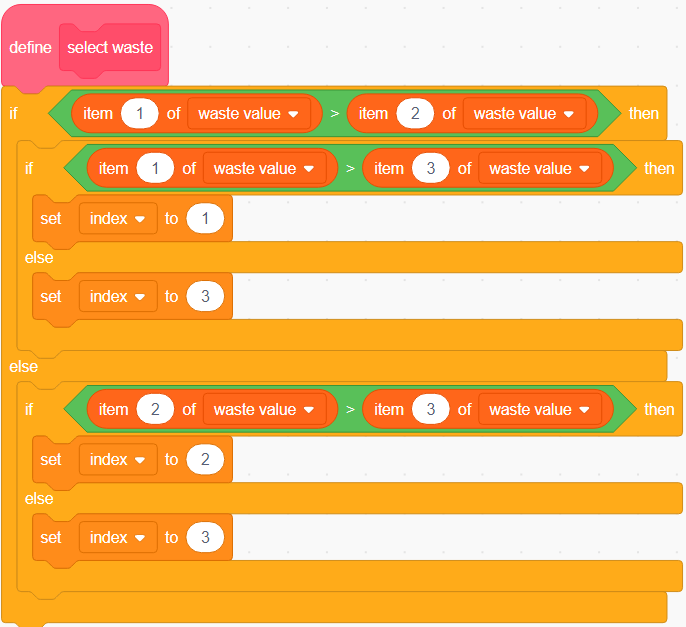 define select waste
if item 1 of waste value > item 2 of waste value then
if item 1 of waste value > item 3 of waste value then
set index to 1
else
set index to 3
else
if item 2 of waste value > item 3 of waste value then
set index to 2
else
set index to 3